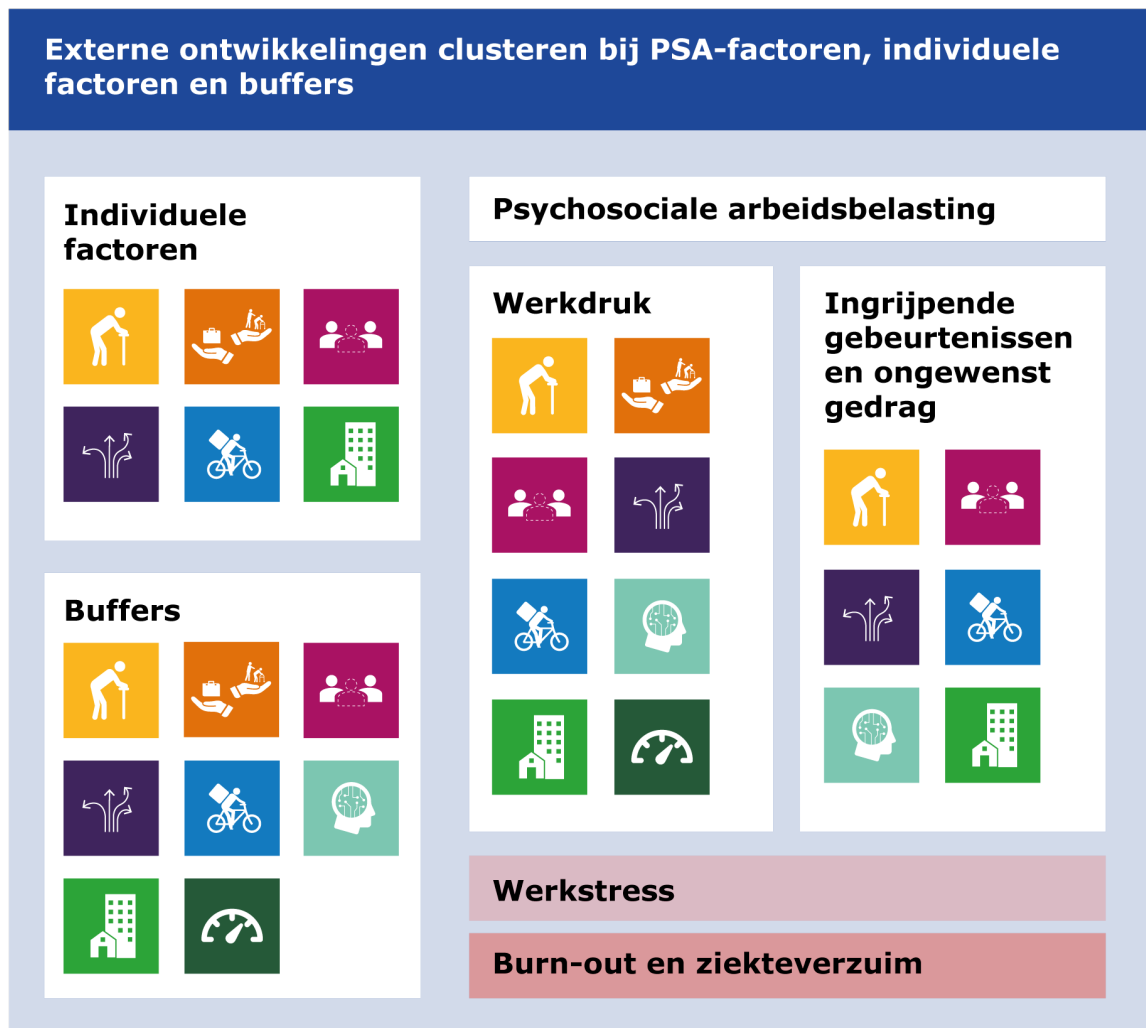 Externe ontwikkelingen clusteren bij PSA-factoren, individuele
factoren en buffers
Individuele
factoren
Buffers
Psychosociale arbeidsbelasting
Werkdruk
Ingrijpende
gebeurtenissen
en ongewenst
gedrag
Werkstress
Burn-out en ziekteverzuim